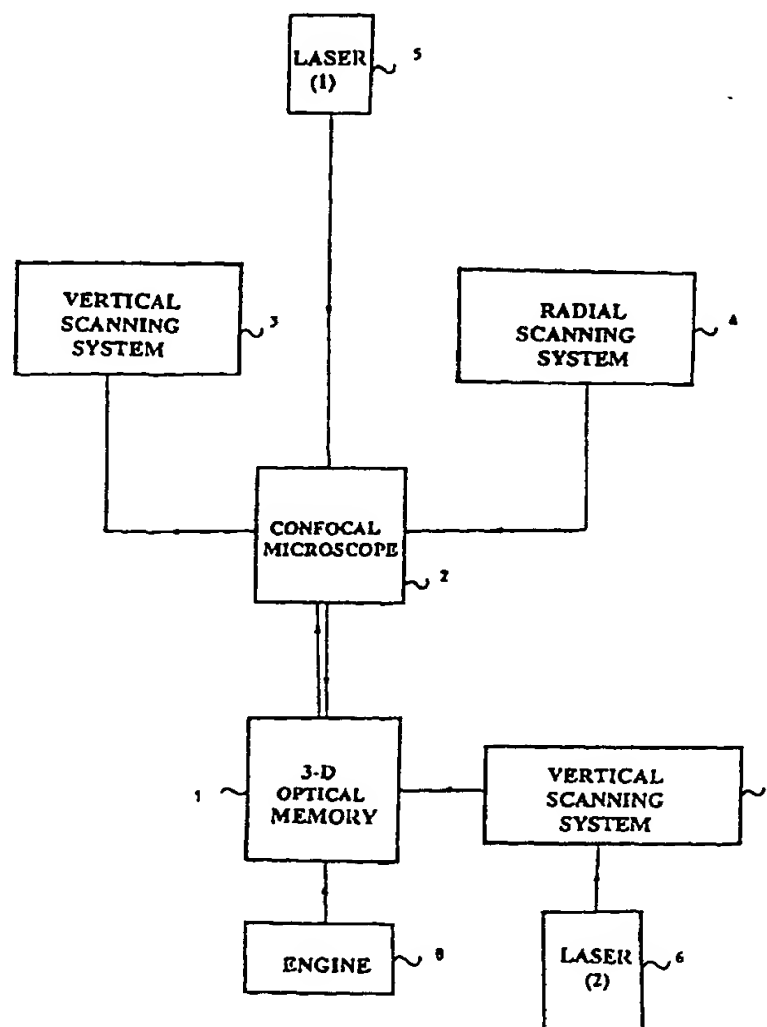 LASER
(1)
5
VERTICAL
SCANNING
SYSTEM
3
RADIAL
SCANNING
SYSTEM
4
CONFOCAL
MICROSCOPE
2
3-D
OPTICAL
MEMORY
1
VERTICAL
SCANNING
SYSTEM
ENGINE
8
LASER
(2)
6